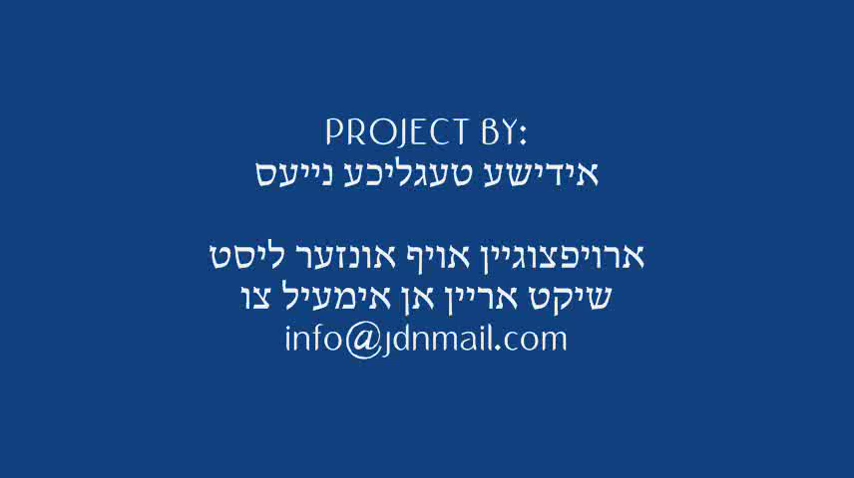 PROJECT BY:
אידישע טעגליכע נייעס
ארויפצוגיין אויף אונזער ליסט
שיקט אריין אן אימעיל צו
info@jdnmail.com